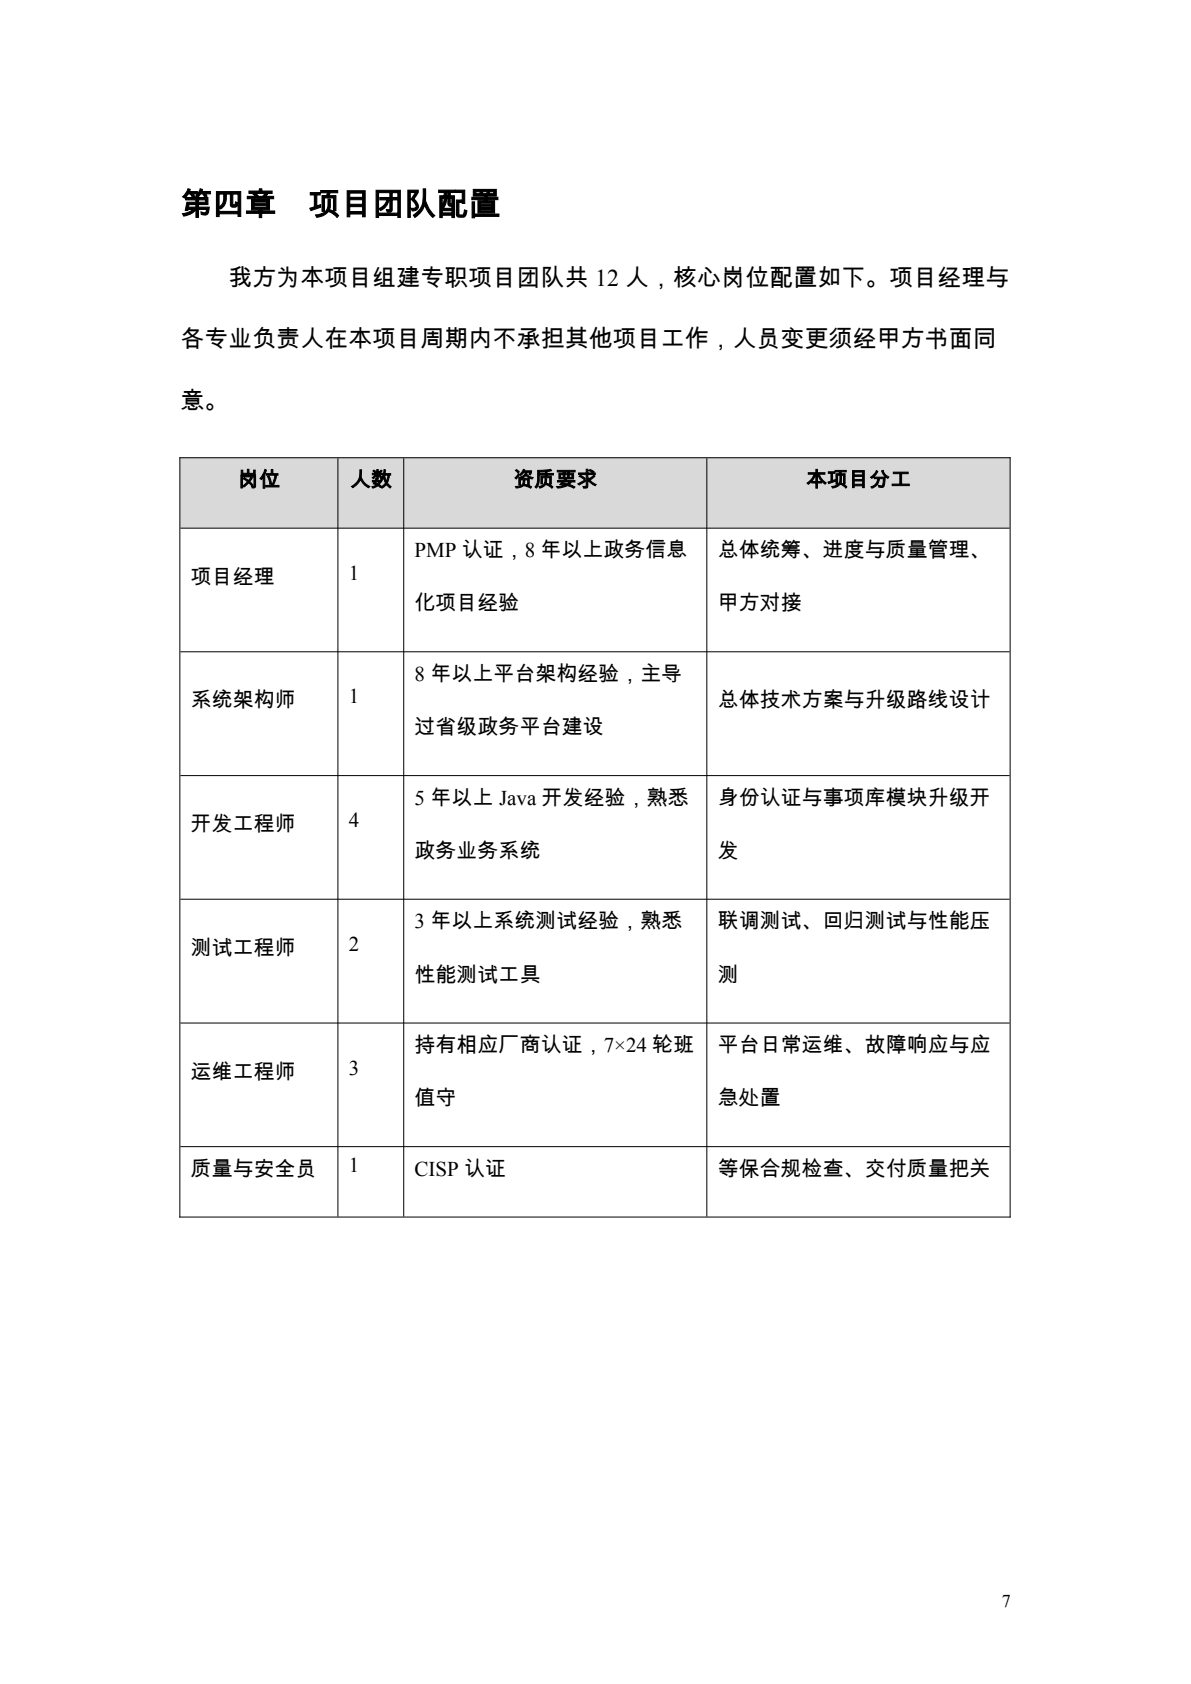 第四章　项目团队配置
我方为本项目组建专职项目团队共 12 人，核心岗位配置如下。项目经理与
各专业负责人在本项目周期内不承担其他项目工作，人员变更须经甲方书面同
意。
岗位 人数 资质要求 本项目分工
项目经理 1 PMP 认证，8 年以上政务信息 总体统筹、进度与质量管理、
化项目经验 甲方对接
系统架构师 1 8 年以上平台架构经验，主导 总体技术方案与升级路线设计
过省级政务平台建设
开发工程师 4 5 年以上 Java 开发经验，熟悉 身份认证与事项库模块升级开
政务业务系统 发
测试工程师 2 3 年以上系统测试经验，熟悉 联调测试、回归测试与性能压
性能测试工具 测
运维工程师 3 持有相应厂商认证，7×24 轮班 平台日常运维、故障响应与应
值守 急处置
质量与安全员 1 CISP 认证 等保合规检查、交付质量把关
7